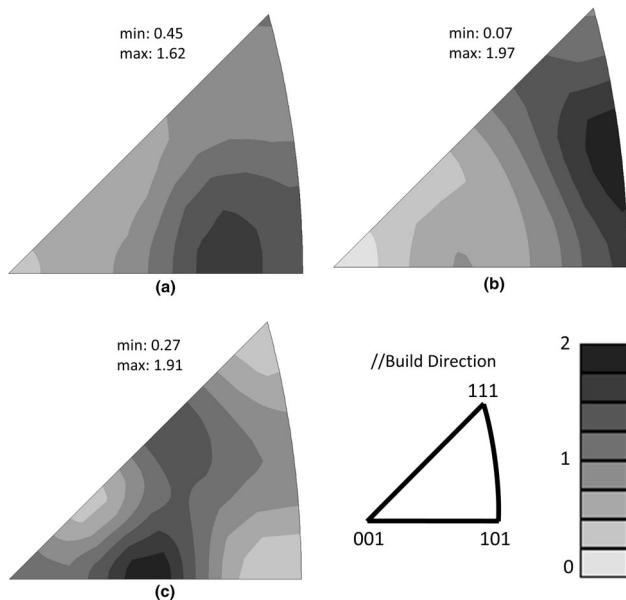 min: 0.45
max: 1.62
min: 0.07
max: 1.97
(a)
(b)
min: 0.27
max: 1.91
(c)
//Build Direction
111
001
101
2
1
0